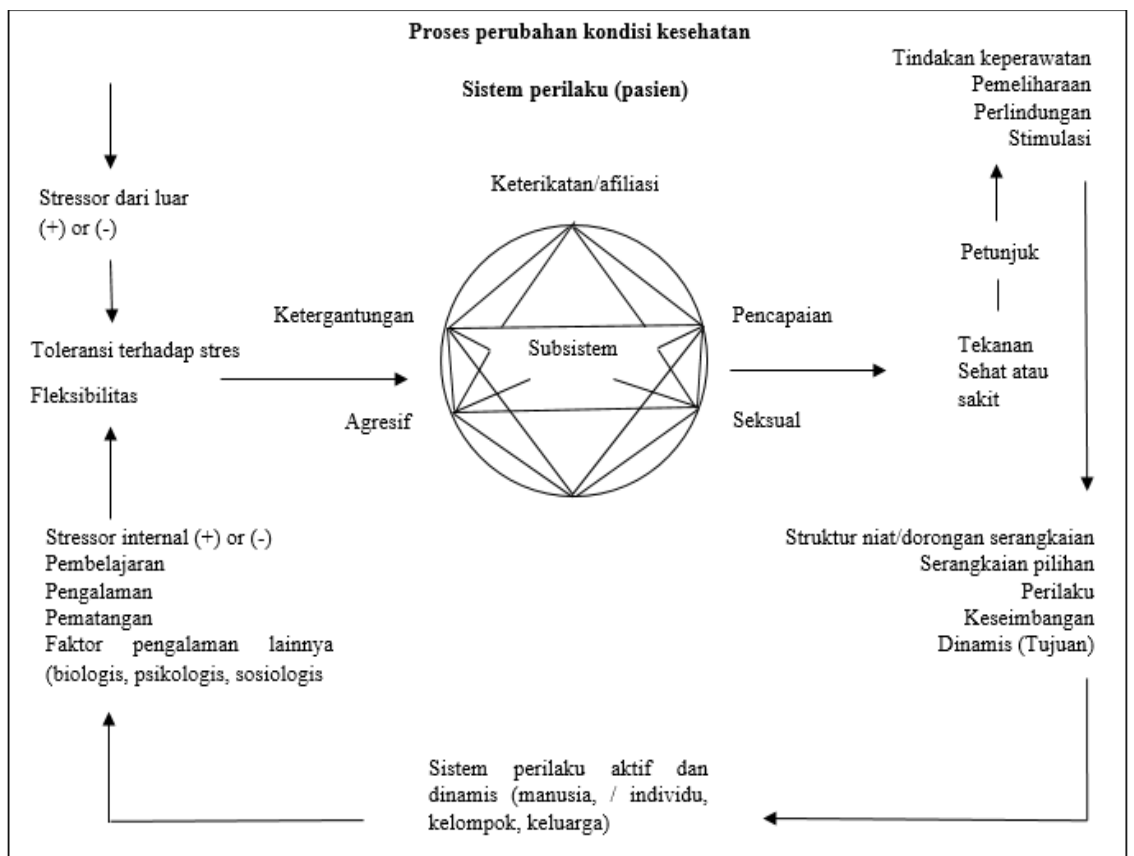 Proses perubahan kondisi kesehatan
Sistem perilaku (pasien)
Tindakan keperawatan
Pemeliharaan
Perlindungan
Stimulasi
Stressor dari luar
(+) or (-)
Keterikatan/afiliasi
Petunjuk
Ketergantungan
Pencapaian
Toleransi terhadap stres
Fleksibilitas
Subsistem
Tekanan
Sehat atau
sakit
Agresif
Seksual
Stressor internal (+) or (-)
Pembelajaran
Pengalaman
Pematangan
Faktor pengalaman lainnya
(biologis, psikologis, sosiologis
Struktur niat/dorongan serangkaian
Serangkaian pilihan
Perilaku
Keseimbangan
Dinamis (Tujuan)
Sistem perilaku aktif dan
dinamis (manusia, / individu,
kelompok, keluarga)